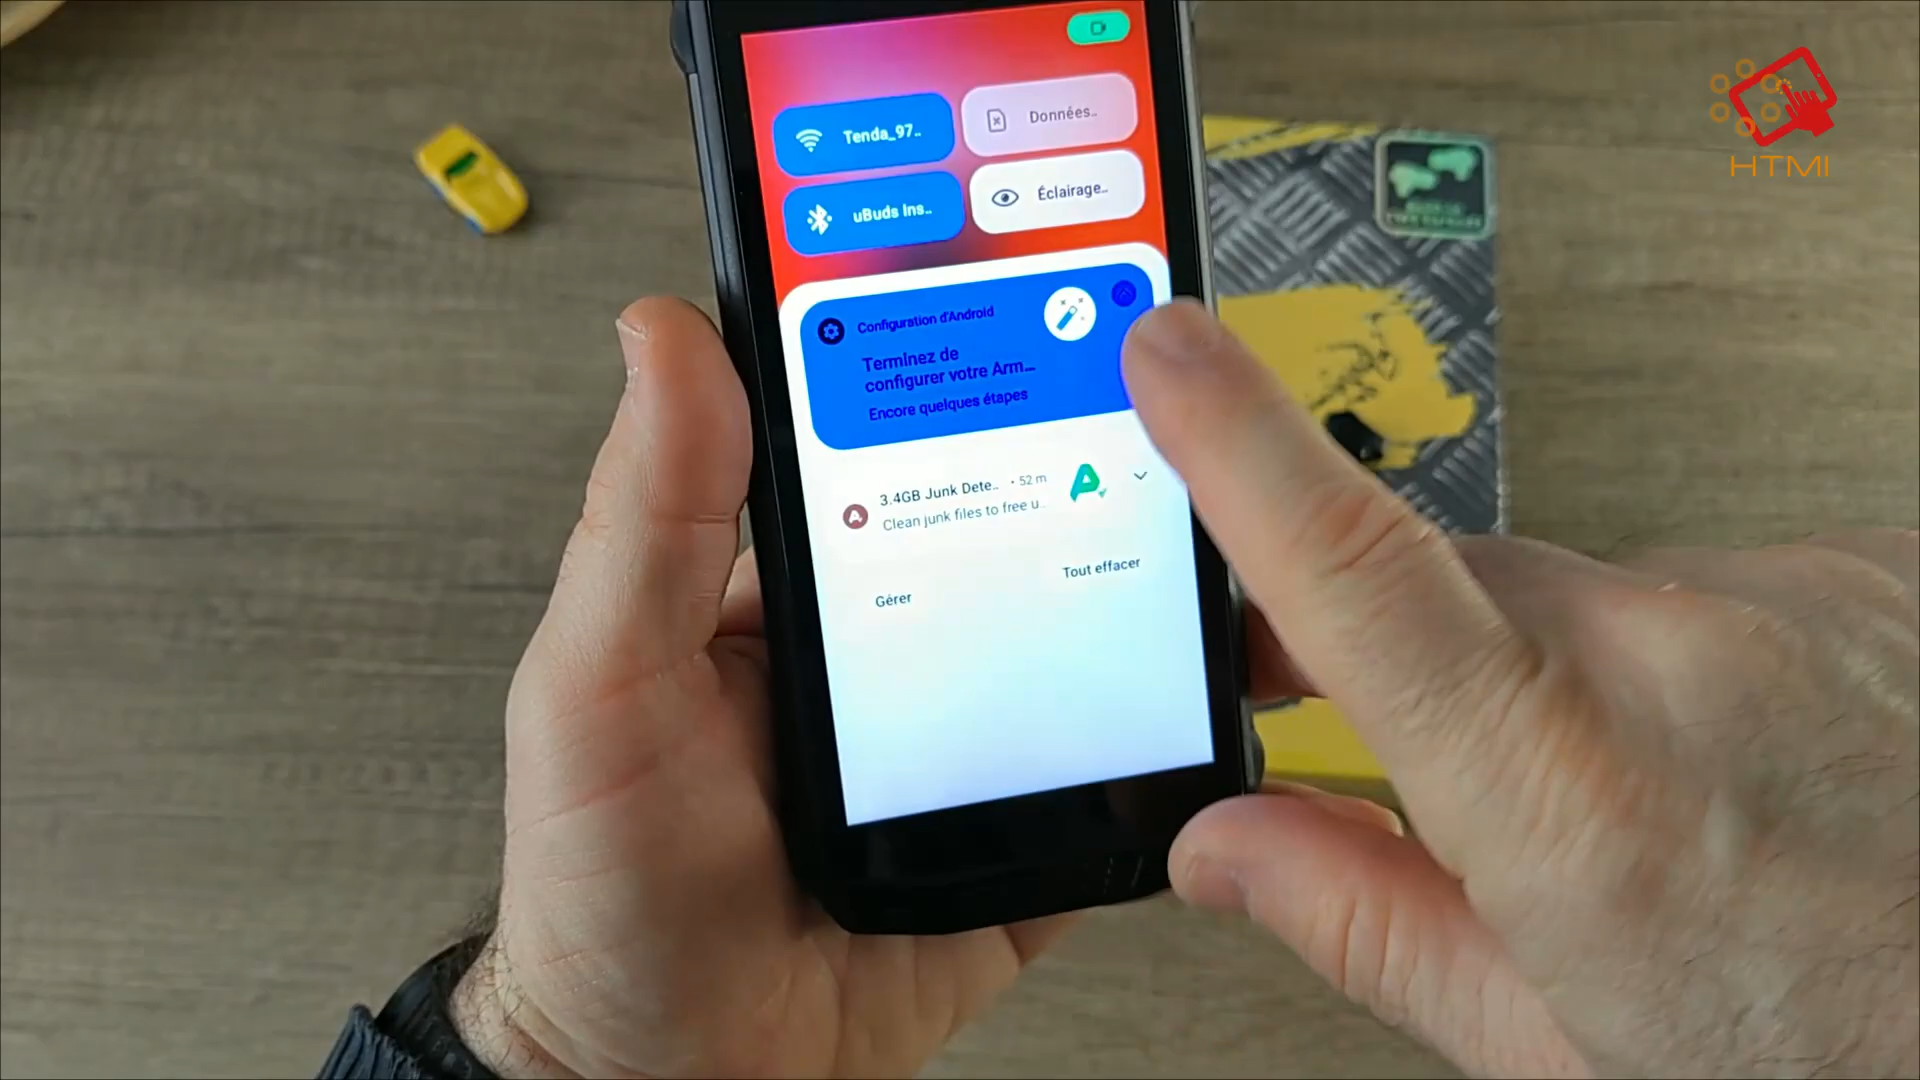 HTMI
Tenda_97..
Données..
uBuds Ins..
Éclairage..
Configuration d'Android
Terminez de
configurer votre Arm...
Encore quelques étapes
3.4GB Junk Dete.. • 52 m
Clean junk files to free u..
Gérer
Tout effacer